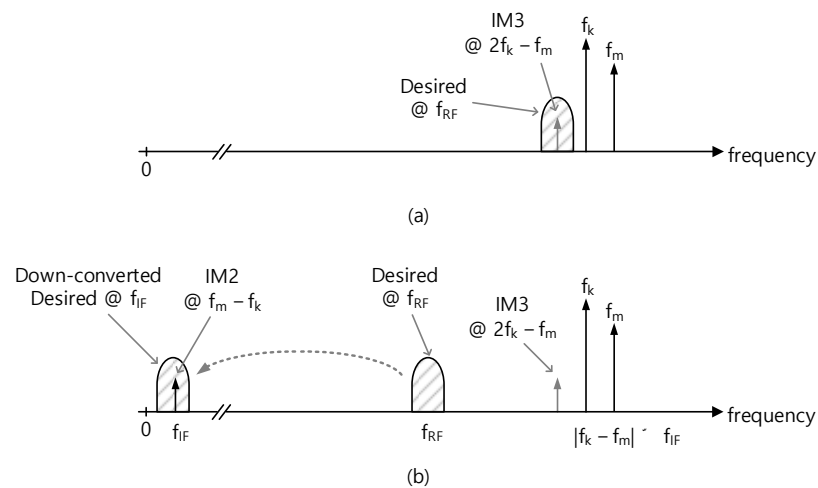 IM3
@ 2fk – fm
fk
fm
Desired
@ fRF
0
frequency
(a)
Down-converted
Desired @ fIF
IM2
@ fm – fk
Desired
@ fRF
IM3
@ 2fk – fm
fk
fm
0
fIF
fRF
|fk – fm| ´ fIF
frequency
(b)